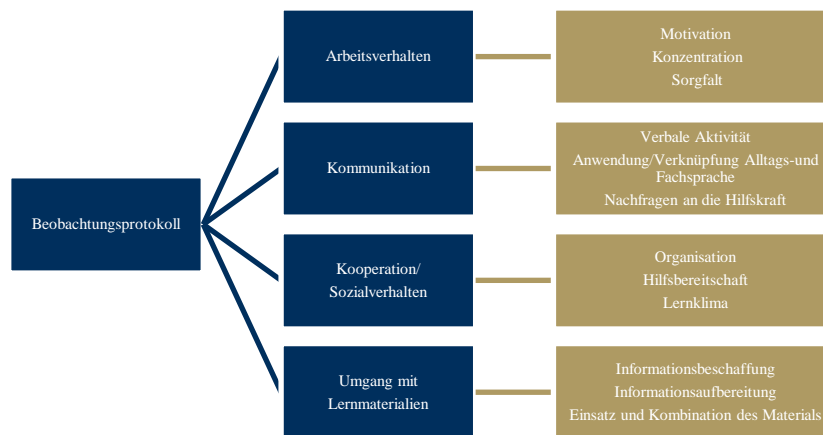 Beobachtungsprotokoll
Arbeitsverhalten
Motivation
Konzentration
Sorgfalt
Kommunikation
Verbale Aktivität
Anwendung/Verknüpfung Alltags-und
Fachsprache
Nachfragen an die Hilfskraft
Kooperation/
Sozialverhalten
Organisation
Hilfsbereitschaft
Lernklima
Umgang mit
Lernmaterialien
Informationsbeschaffung
Informationsaufbereitung
Einsatz und Kombination des Materials